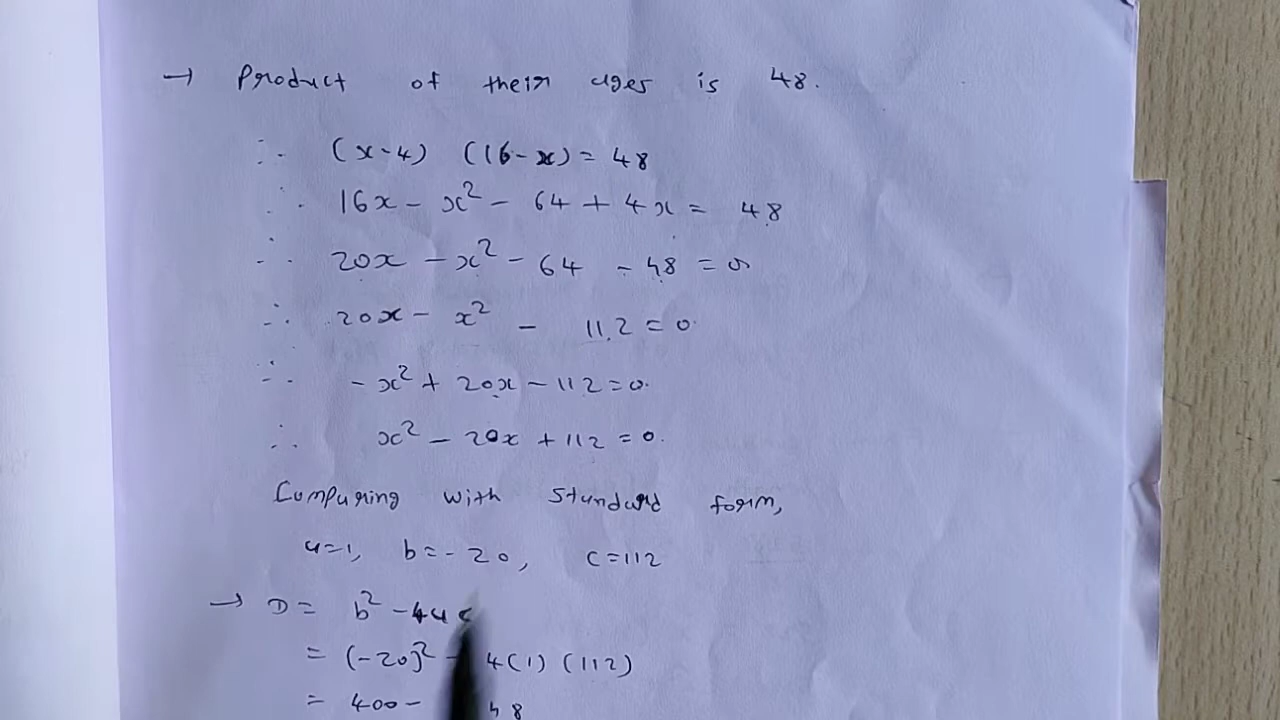 → Product of their ages is 48.
∴ (x-4) (16-x) = 48
∴ 16x - x² - 64 + 4x = 48
∴ 20x - x² - 64 - 48 = 0
∴ 20x - x² - 112 = 0.
∴ -x² + 20x - 112 = 0.
∴ x² - 20x + 112 = 0.
Comparing with standard form,
a=1, b=-20, c=112
→ D = b² - 4ac
= (-20)² - 4(1) (112)
= 400 - 48